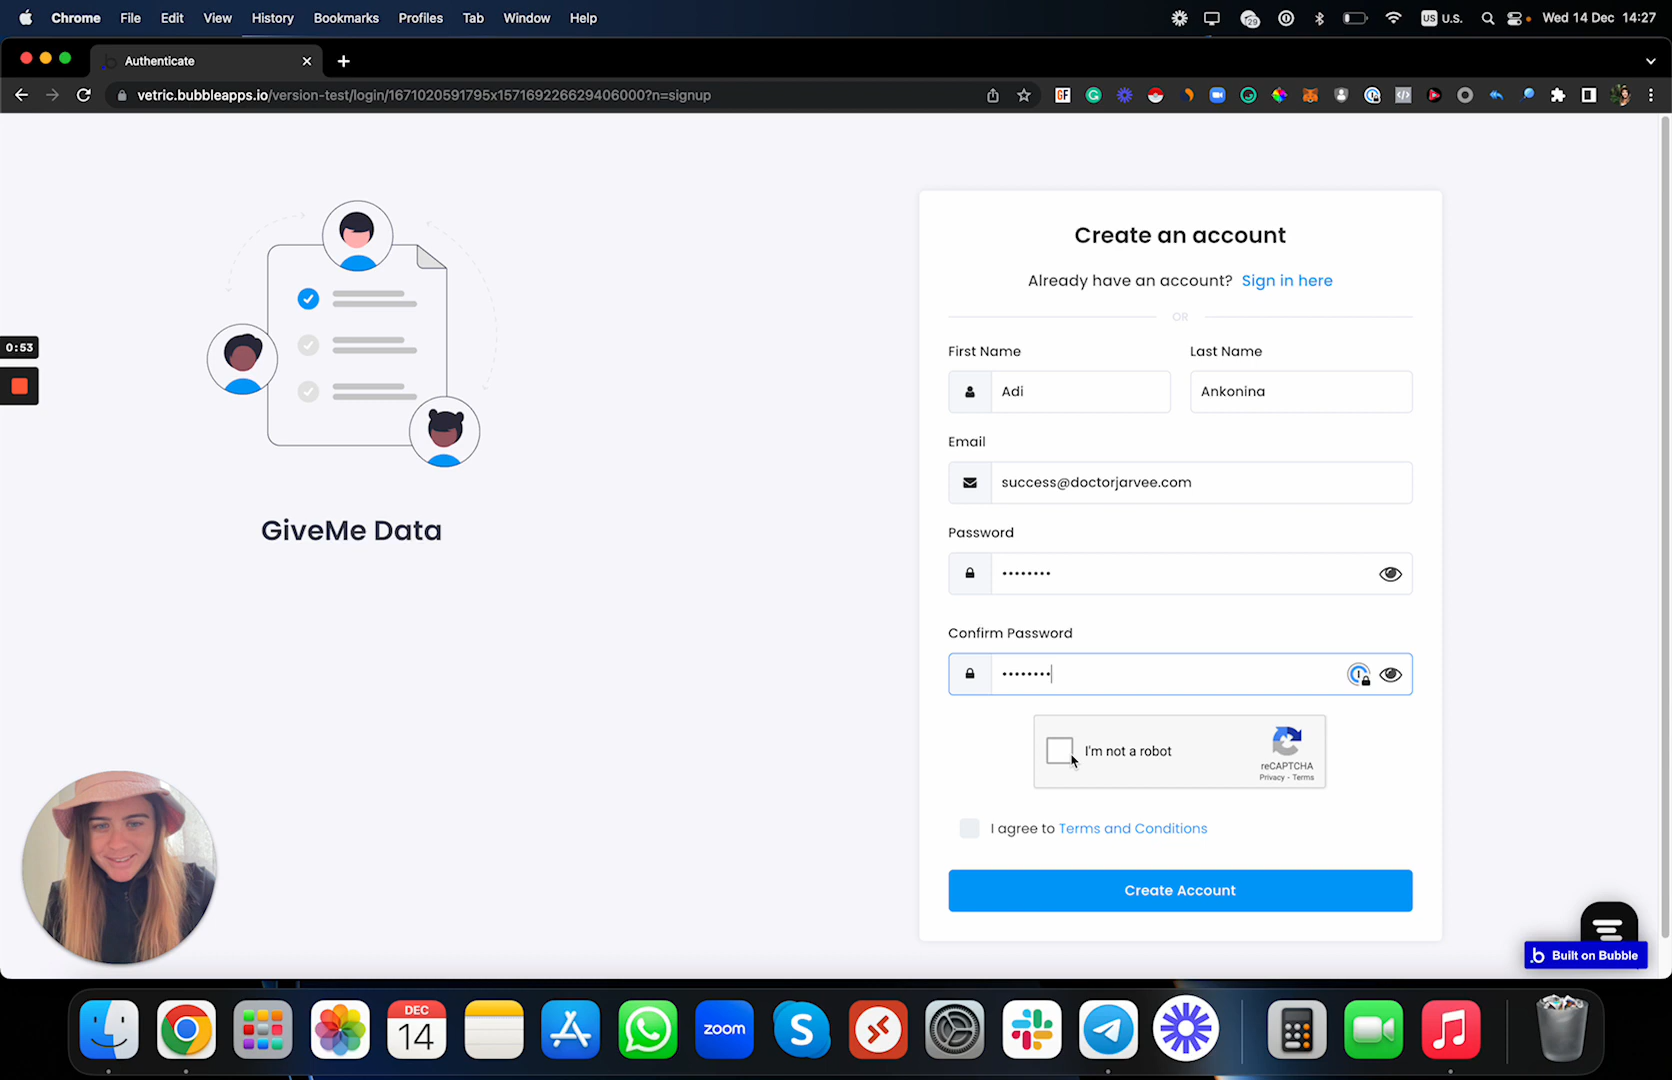 Chrome File Edit View History Bookmarks Profiles Tab Window Help 29 US U.S. Wed 14 Dec 14:27
Authenticate
vetric.bubbleapps.io/version-test/login/1671020591795x157169226629406000?n=signup
GF
Create an account
Already have an account? Sign in here
OR
0:53
First Name Last Name
Adi Ankonina
Email
success@doctorjarvee.com
GiveMe Data
Password
••••••••
Confirm Password
••••••••
I'm not a robot
reCAPTCHA
Privacy - Terms
I agree to Terms and Conditions
Create Account
Built on Bubble
DEC
14
zoom
S